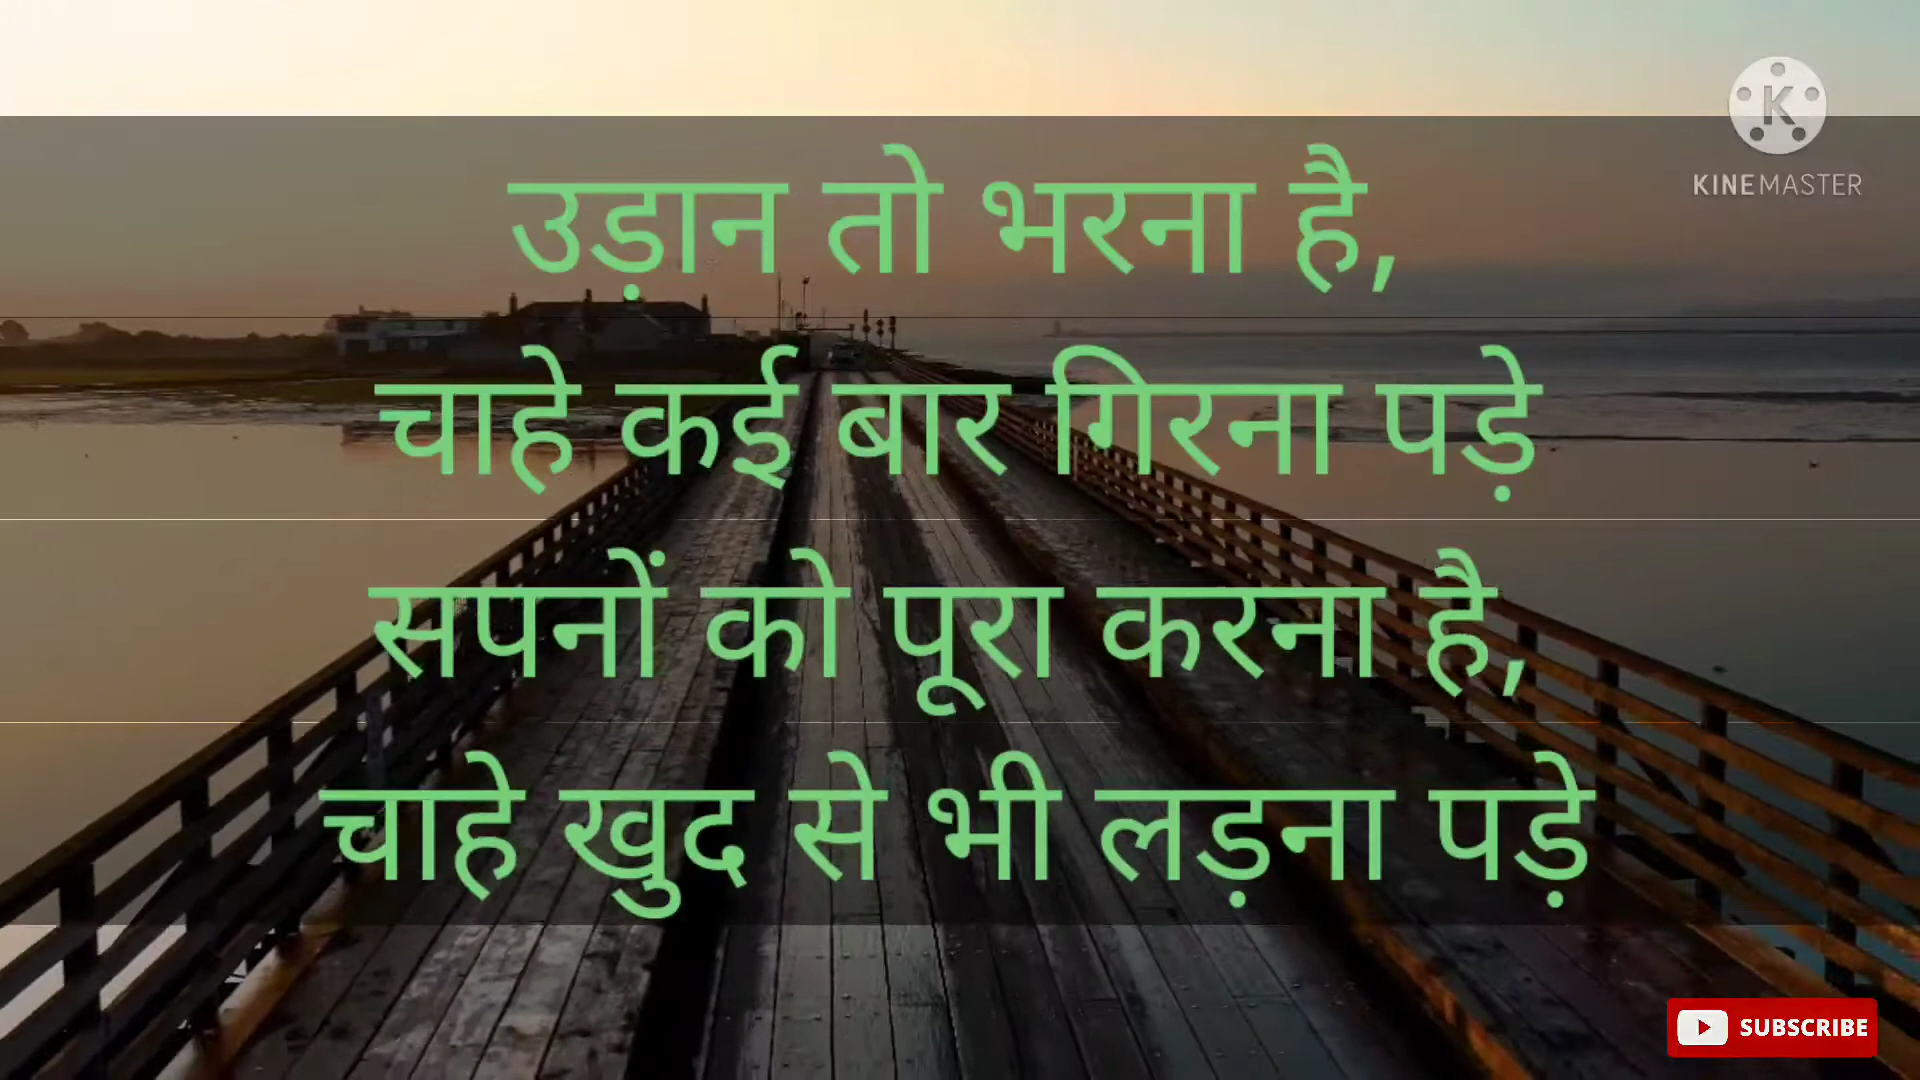 उड़ान तो भरना है,
KINEMASTER
चाहे कई बार गिरना पड़े
सपनों को पूरा करना है,
चाहे खुद से भी लड़ना पड़े
SUBSCRIBE